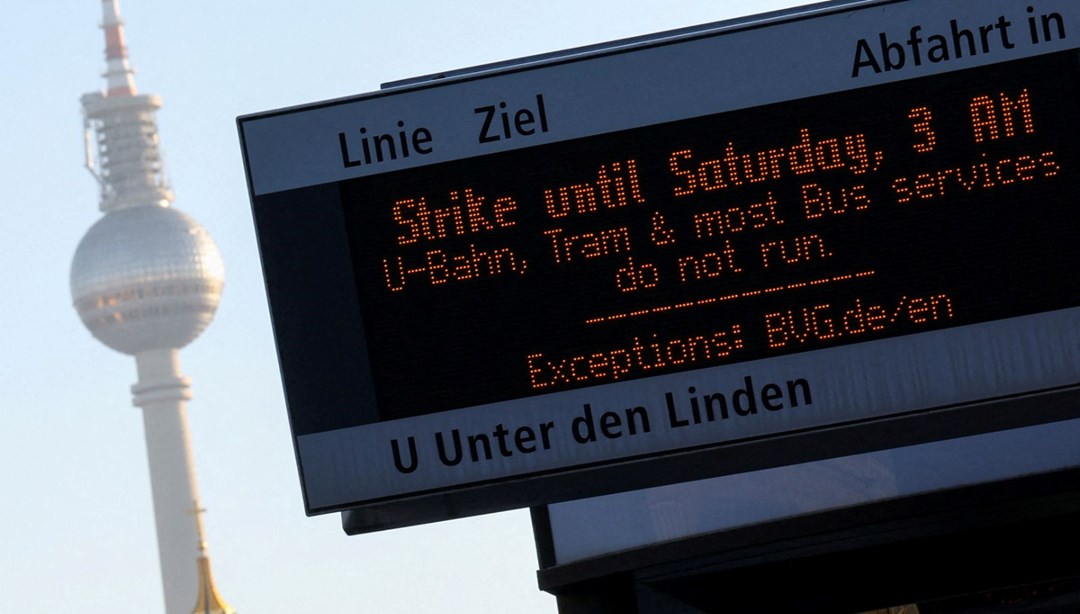 Linie Ziel Abfahrt in
Strike until Saturday, 3 AM
U-Bahn, Tram & most Bus services
do not run.
____________
Exceptions: BVG.de/en
U Unter den Linden